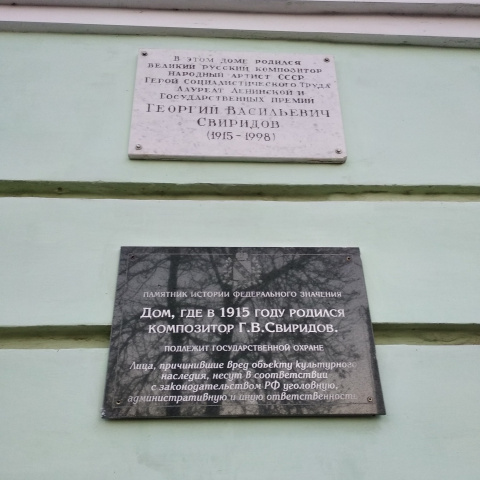 В ЭТОМ ДОМЕ РОДИЛСЯ
ВЕЛИКИЙ РУССКИЙ КОМПОЗИТОР
НАРОДНЫЙ АРТИСТ СССР
ГЕРОЙ СОЦИАЛИСТИЧЕСКОГО ТРУДА
ЛАУРЕАТ ЛЕНИНСКОЙ И
ГОСУДАРСТВЕННЫХ ПРЕМИЙ
ГЕОРГИЙ ВАСИЛЬЕВИЧ
СВИРИДОВ
(1915-1998)
ПАМЯТНИК ИСТОРИИ ФЕДЕРАЛЬНОГО ЗНАЧЕНИЯ
ДОМ, ГДЕ В 1915 ГОДУ РОДИЛСЯ
КОМПОЗИТОР Г.В.СВИРИДОВ.
ПОДЛЕЖИТ ГОСУДАРСТВЕННОЙ ОХРАНЕ
Лица, причинившие вред объекту культурного
наследия, несут в соответствии
с законодательством РФ уголовную,
административную и иную ответственность.